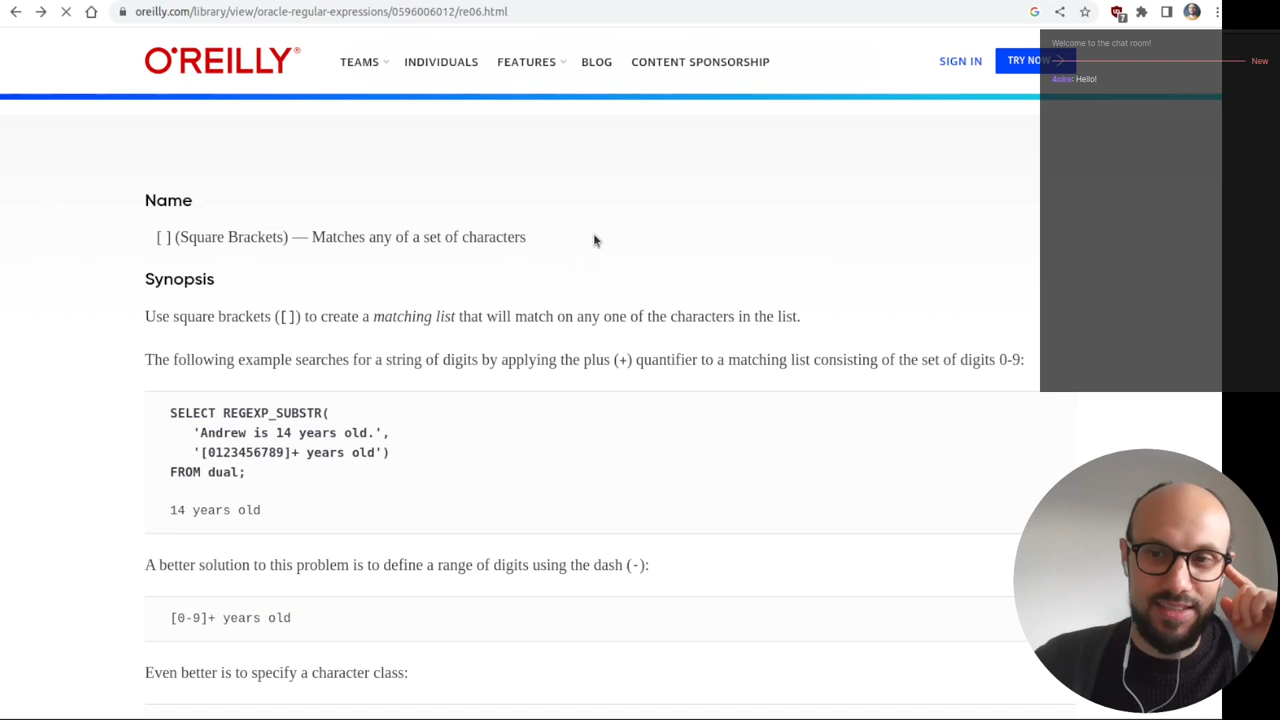 oreilly.com/library/view/oracle-regular-expressions/0596006012/re06.html
7
O'REILLY®
TEAMS
INDIVIDUALS
FEATURES
BLOG
CONTENT SPONSORSHIP
SIGN IN
TRY NOW
Welcome to the chat room!
New
4cire: Hello!
Name
[ ] (Square Brackets) — Matches any of a set of characters
Synopsis
Use square brackets ([]) to create a matching list that will match on any one of the characters in the list.
The following example searches for a string of digits by applying the plus (+) quantifier to a matching list consisting of the set of digits 0-9:
SELECT REGEXP_SUBSTR(
'Andrew is 14 years old.',
'[0123456789]+ years old')
FROM dual;
14 years old
A better solution to this problem is to define a range of digits using the dash (-):
[0-9]+ years old
Even better is to specify a character class: